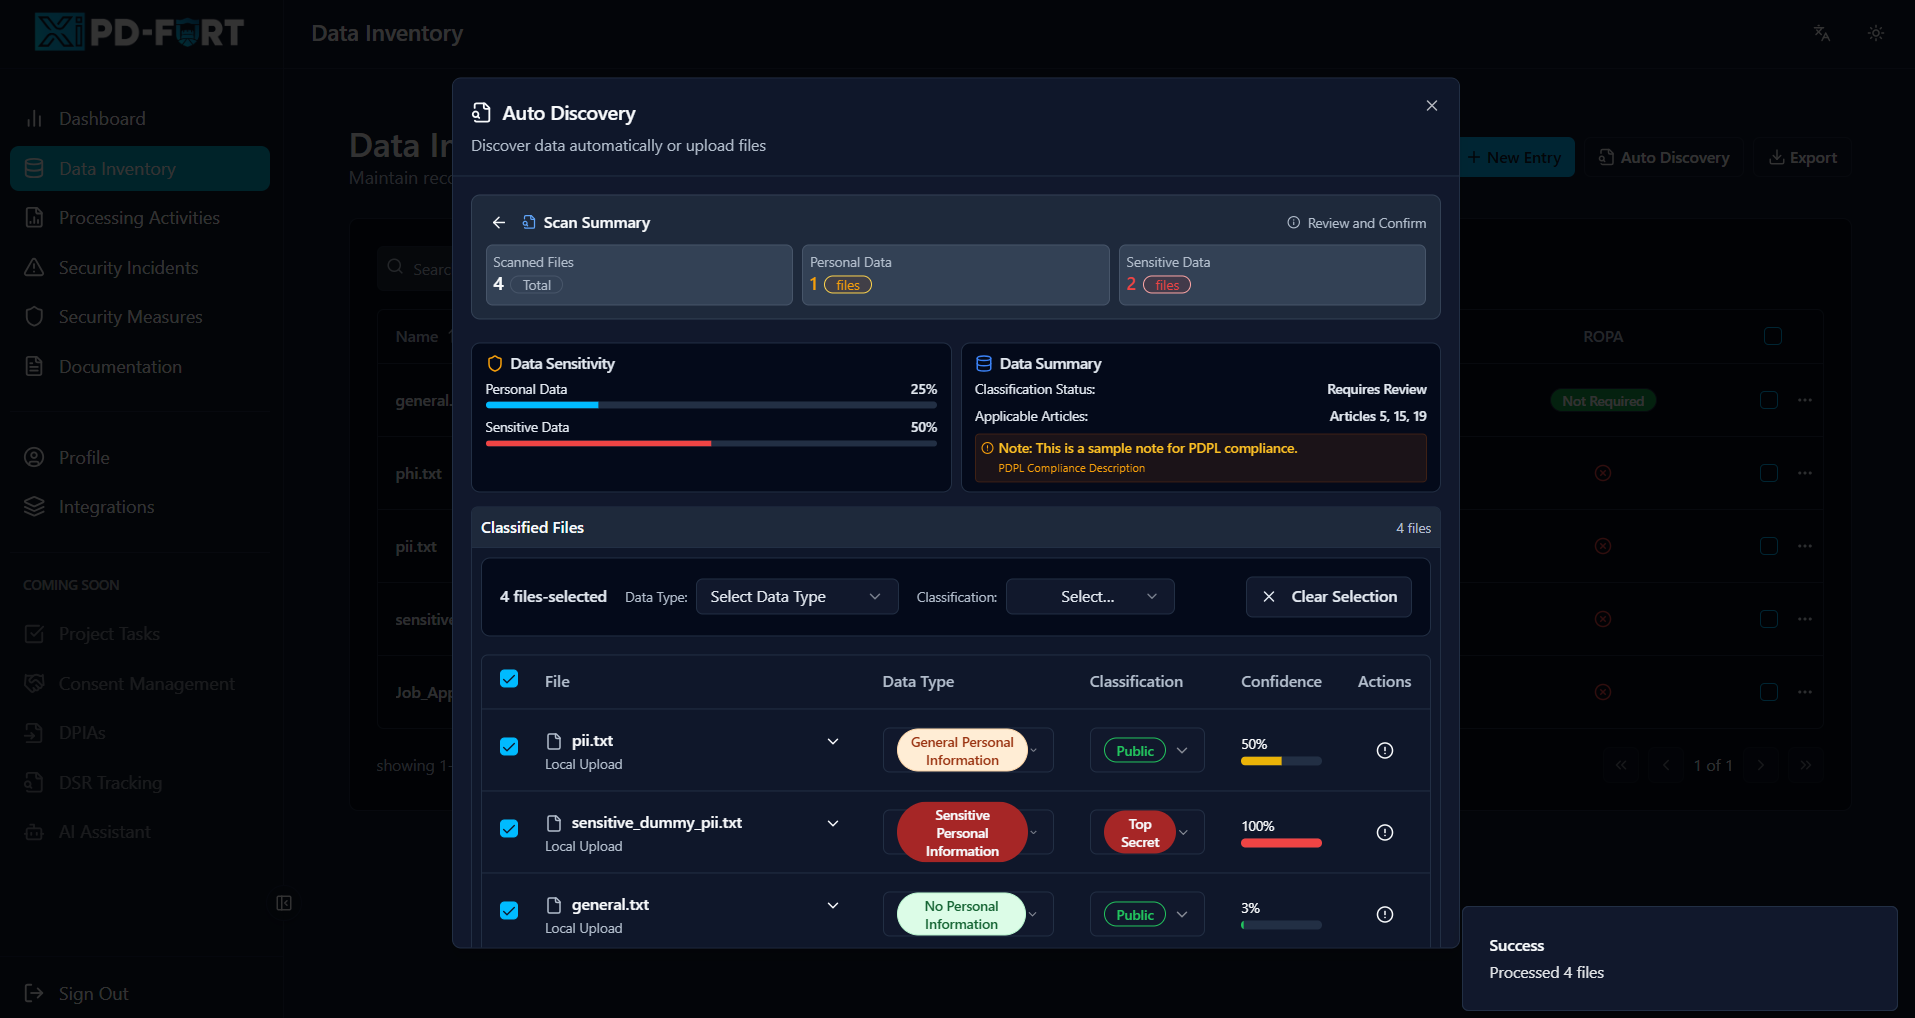 Xi PD-FORT
Data Inventory
Dashboard
Data Inventory
Processing Activities
Security Incidents
Security Measures
Documentation
Profile
Integrations
COMING SOON
Project Tasks
Consent Management
DPIAs
DSR Tracking
AI Assistant
Sign Out
Data In
Maintain reco
New Entry
Auto Discovery
Export
Searc
Name
ROPA
general.
Not Required
phi.txt
pii.txt
sensitive
Job_App
showing 1-
1 of 1
Auto Discovery
Discover data automatically or upload files
Scan Summary
Review and Confirm
Scanned Files
4 Total
Personal Data
1 files
Sensitive Data
2 files
Data Sensitivity
Personal Data 25%
Sensitive Data 50%
Data Summary
Classification Status: Requires Review
Applicable Articles: Articles 5, 15, 19
Note: This is a sample note for PDPL compliance.
PDPL Compliance Description
Classified Files 4 files
4 files-selected Data Type: Select Data Type Classification: Select... Clear Selection
File Data Type Classification Confidence Actions
pii.txt
Local Upload
General Personal
Information
Public
50%
sensitive_dummy_pii.txt
Local Upload
Sensitive
Personal
Information
Top
Secret
100%
general.txt
Local Upload
No Personal
Information
Public
3%
Success
Processed 4 files